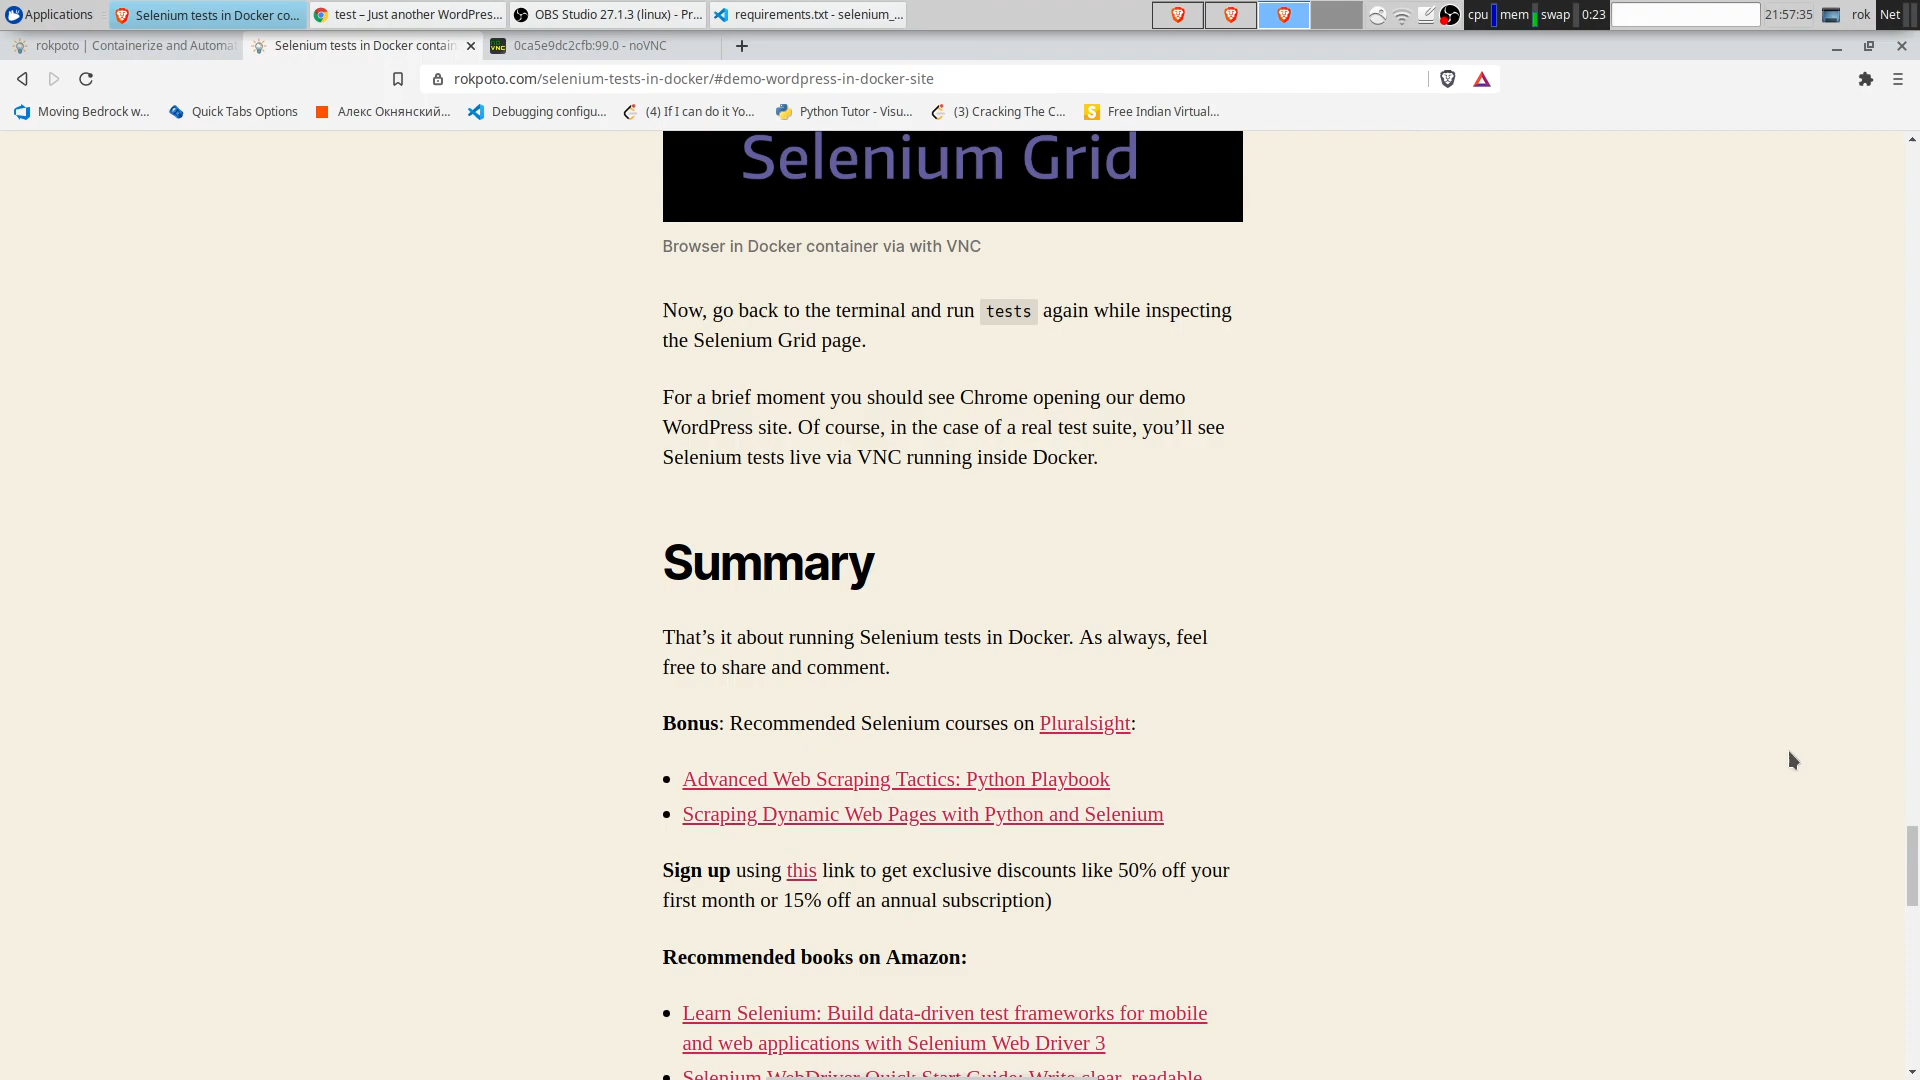 Applications
Selenium tests in Docker co...
test – Just another WordPres...
OBS Studio 27.1.3 (linux) - Pr...
requirements.txt - selenium_...
cpu mem swap 0:23
21:57:35
rok
Net
rokpoto | Containerize and Automat
Selenium tests in Docker contain
0ca5e9dc2cfb:99.0 - noVNC
rokpoto.com/selenium-tests-in-docker/#demo-wordpress-in-docker-site
Moving Bedrock w...
Quick Tabs Options
Алекс Окнянский...
Debugging configu...
(4) If I can do it Yo...
Python Tutor - Visu...
(3) Cracking The C...
Free Indian Virtual...
Selenium Grid
Browser in Docker container via with VNC
Now, go back to the terminal and run tests again while inspecting
the Selenium Grid page.
For a brief moment you should see Chrome opening our demo
WordPress site. Of course, in the case of a real test suite, you’ll see
Selenium tests live via VNC running inside Docker.
Summary
That’s it about running Selenium tests in Docker. As always, feel
free to share and comment.
Bonus: Recommended Selenium courses on Pluralsight:
• Advanced Web Scraping Tactics: Python Playbook
• Scraping Dynamic Web Pages with Python and Selenium
Sign up using this link to get exclusive discounts like 50% off your
first month or 15% off an annual subscription)
Recommended books on Amazon:
• Learn Selenium: Build data-driven test frameworks for mobile
and web applications with Selenium Web Driver 3
• Selenium WebDriver Quick Start Guide: Write clear, readable